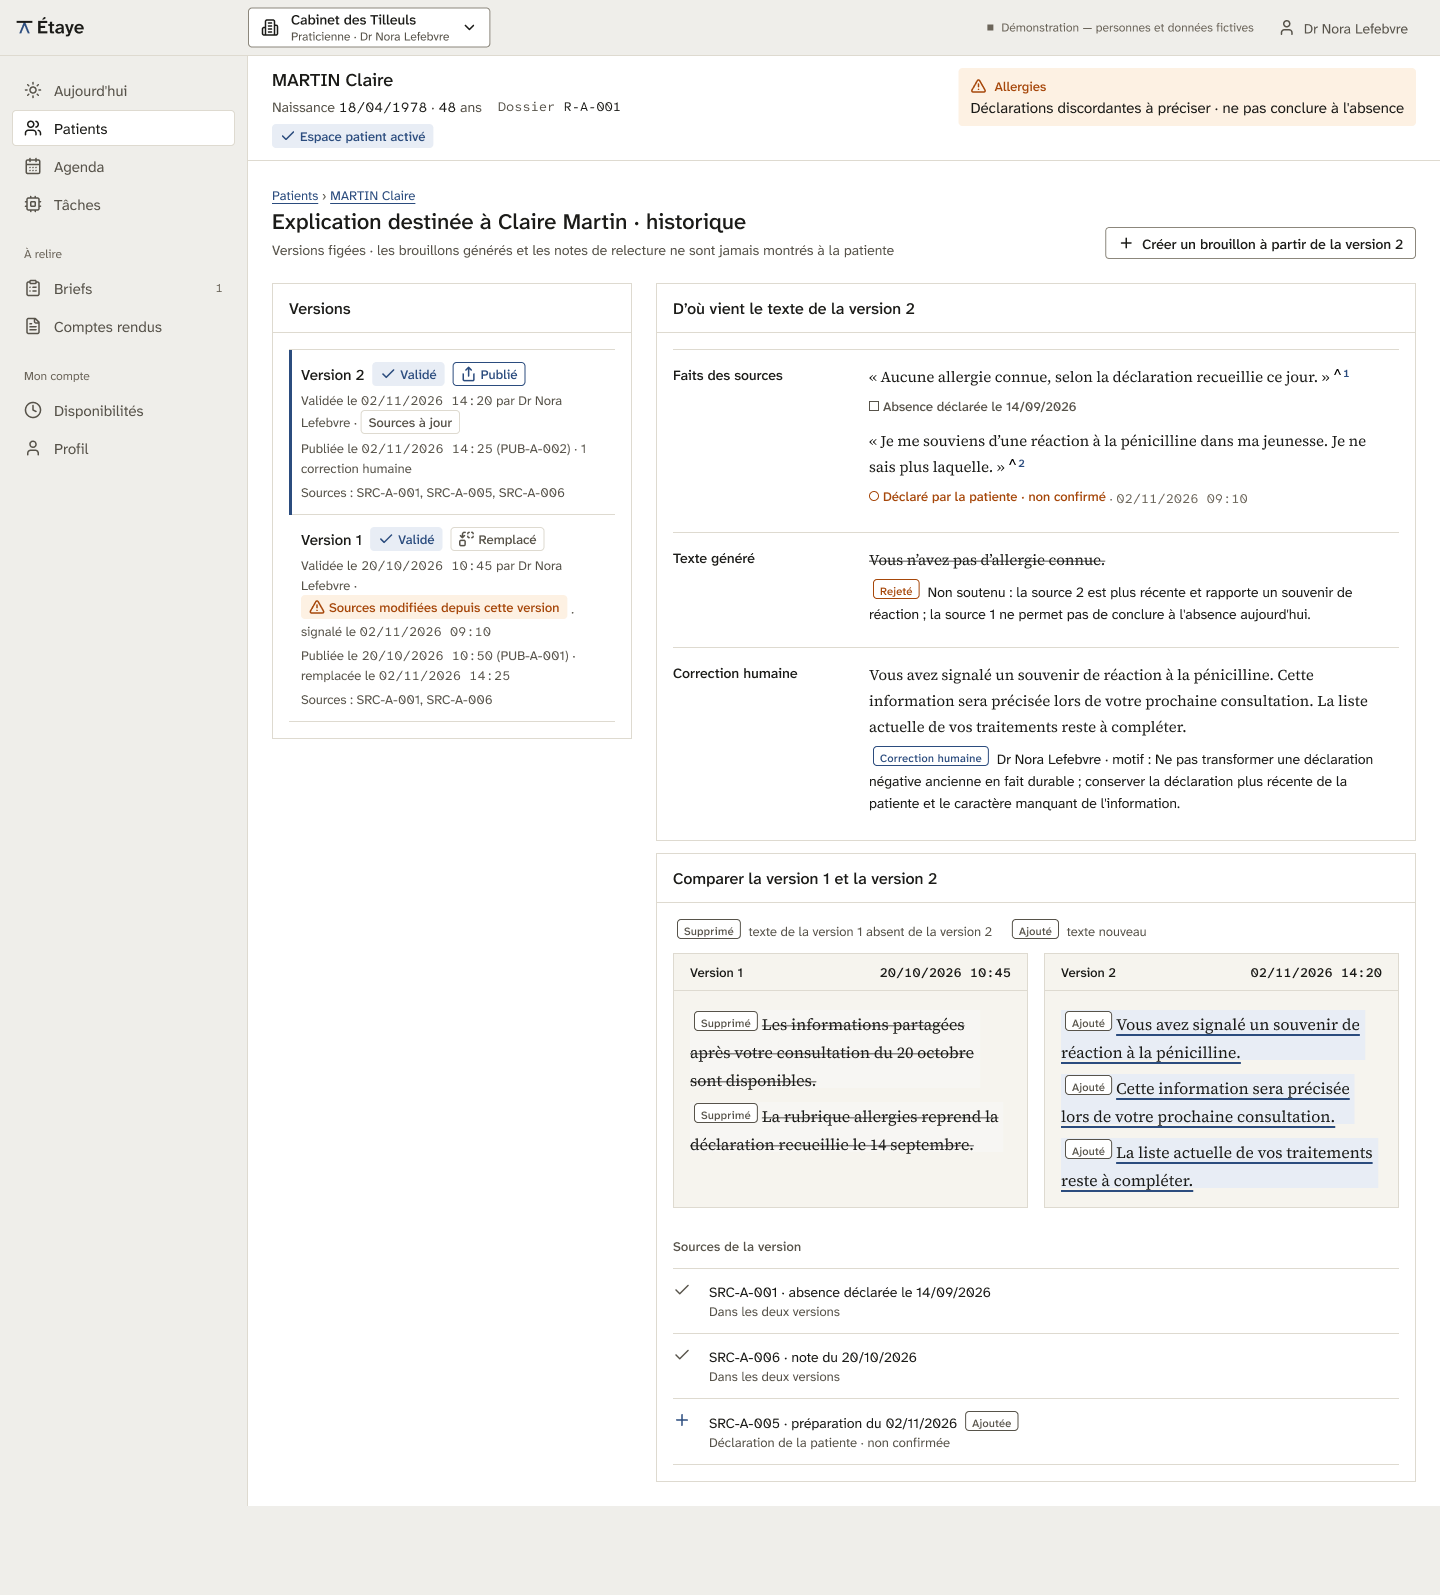 Étaye
Cabinet des Tilleuls
Praticienne · Dr Nora Lefebvre
Démonstration — personnes et données fictives
Dr Nora Lefebvre
Aujourd'hui
Patients
Agenda
Tâches
À relire
Briefs 1
Comptes rendus
Mon compte
Disponibilités
Profil
MARTIN Claire
Naissance 18/04/1978 · 48 ans Dossier R-A-001
Espace patient activé
Allergies
Déclarations discordantes à préciser · ne pas conclure à l'absence
Patients › MARTIN Claire
Explication destinée à Claire Martin · historique
Versions figées · les brouillons générés et les notes de relecture ne sont jamais montrés à la patiente
Créer un brouillon à partir de la version 2
Versions
Version 2 Validé Publié
Validée le 02/11/2026 14:20 par Dr Nora
Lefebvre · Sources à jour
Publiée le 02/11/2026 14:25 (PUB-A-002) · 1
correction humaine
Sources : SRC-A-001, SRC-A-005, SRC-A-006
Version 1 Validé Remplacé
Validée le 20/10/2026 10:45 par Dr Nora
Lefebvre ·
Sources modifiées depuis cette version ·
signalé le 02/11/2026 09:10
Publiée le 20/10/2026 10:50 (PUB-A-001) ·
remplacée le 02/11/2026 14:25
Sources : SRC-A-001, SRC-A-006
D’où vient le texte de la version 2
Faits des sources
« Aucune allergie connue, selon la déclaration recueillie ce jour. » ^1
Absence déclarée le 14/09/2026
« Je me souviens d’une réaction à la pénicilline dans ma jeunesse. Je ne
sais plus laquelle. » ^2
Déclaré par la patiente · non confirmé · 02/11/2026 09:10
Texte généré
Vous n’avez pas d’allergie connue.
Rejeté Non soutenu : la source 2 est plus récente et rapporte un souvenir de
réaction ; la source 1 ne permet pas de conclure à l'absence aujourd'hui.
Correction humaine
Vous avez signalé un souvenir de réaction à la pénicilline. Cette
information sera précisée lors de votre prochaine consultation. La liste
actuelle de vos traitements reste à compléter.
Correction humaine Dr Nora Lefebvre · motif : Ne pas transformer une déclaration
négative ancienne en fait durable ; conserver la déclaration plus récente de la
patiente et le caractère manquant de l'information.
Comparer la version 1 et la version 2
Supprimé texte de la version 1 absent de la version 2 Ajouté texte nouveau
Version 1 20/10/2026 10:45
Supprimé Les informations partagées
après votre consultation du 20 octobre
sont disponibles.
Supprimé La rubrique allergies reprend la
déclaration recueillie le 14 septembre.
Version 2 02/11/2026 14:20
Ajouté Vous avez signalé un souvenir de
réaction à la pénicilline.
Ajouté Cette information sera précisée
lors de votre prochaine consultation.
Ajouté La liste actuelle de vos traitements
reste à compléter.
Sources de la version
SRC-A-001 · absence déclarée le 14/09/2026
Dans les deux versions
SRC-A-006 · note du 20/10/2026
Dans les deux versions
SRC-A-005 · préparation du 02/11/2026 Ajoutée
Déclaration de la patiente · non confirmée